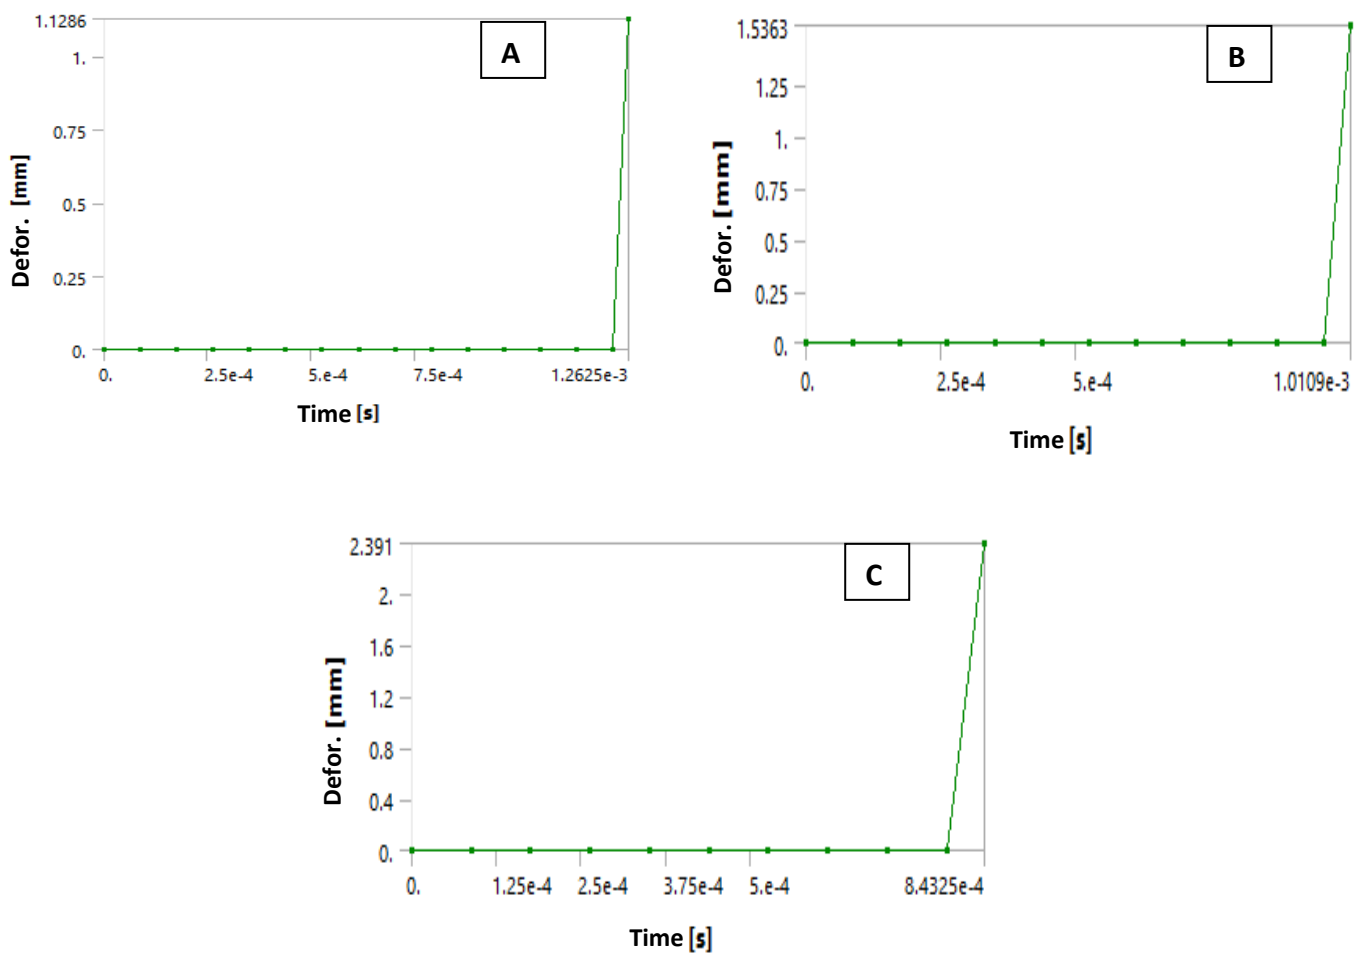 1.1286
1.
0.75
0.5
0.25
0.
Defor. [mm]
A
0.
2.5e-4
5.e-4
7.5e-4
1.2625e-3
Time [s]
1.5363
1.25
1.
0.75
0.5
0.25
0.
Defor. [mm]
B
0.
2.5e-4
5.e-4
1.0109e-3
Time [s]
2.391
2.
1.6
1.2
0.8
0.4
0.
Defor. [mm]
C
0.
1.25e-4
2.5e-4
3.75e-4
5.e-4
8.4325e-4
Time [s]